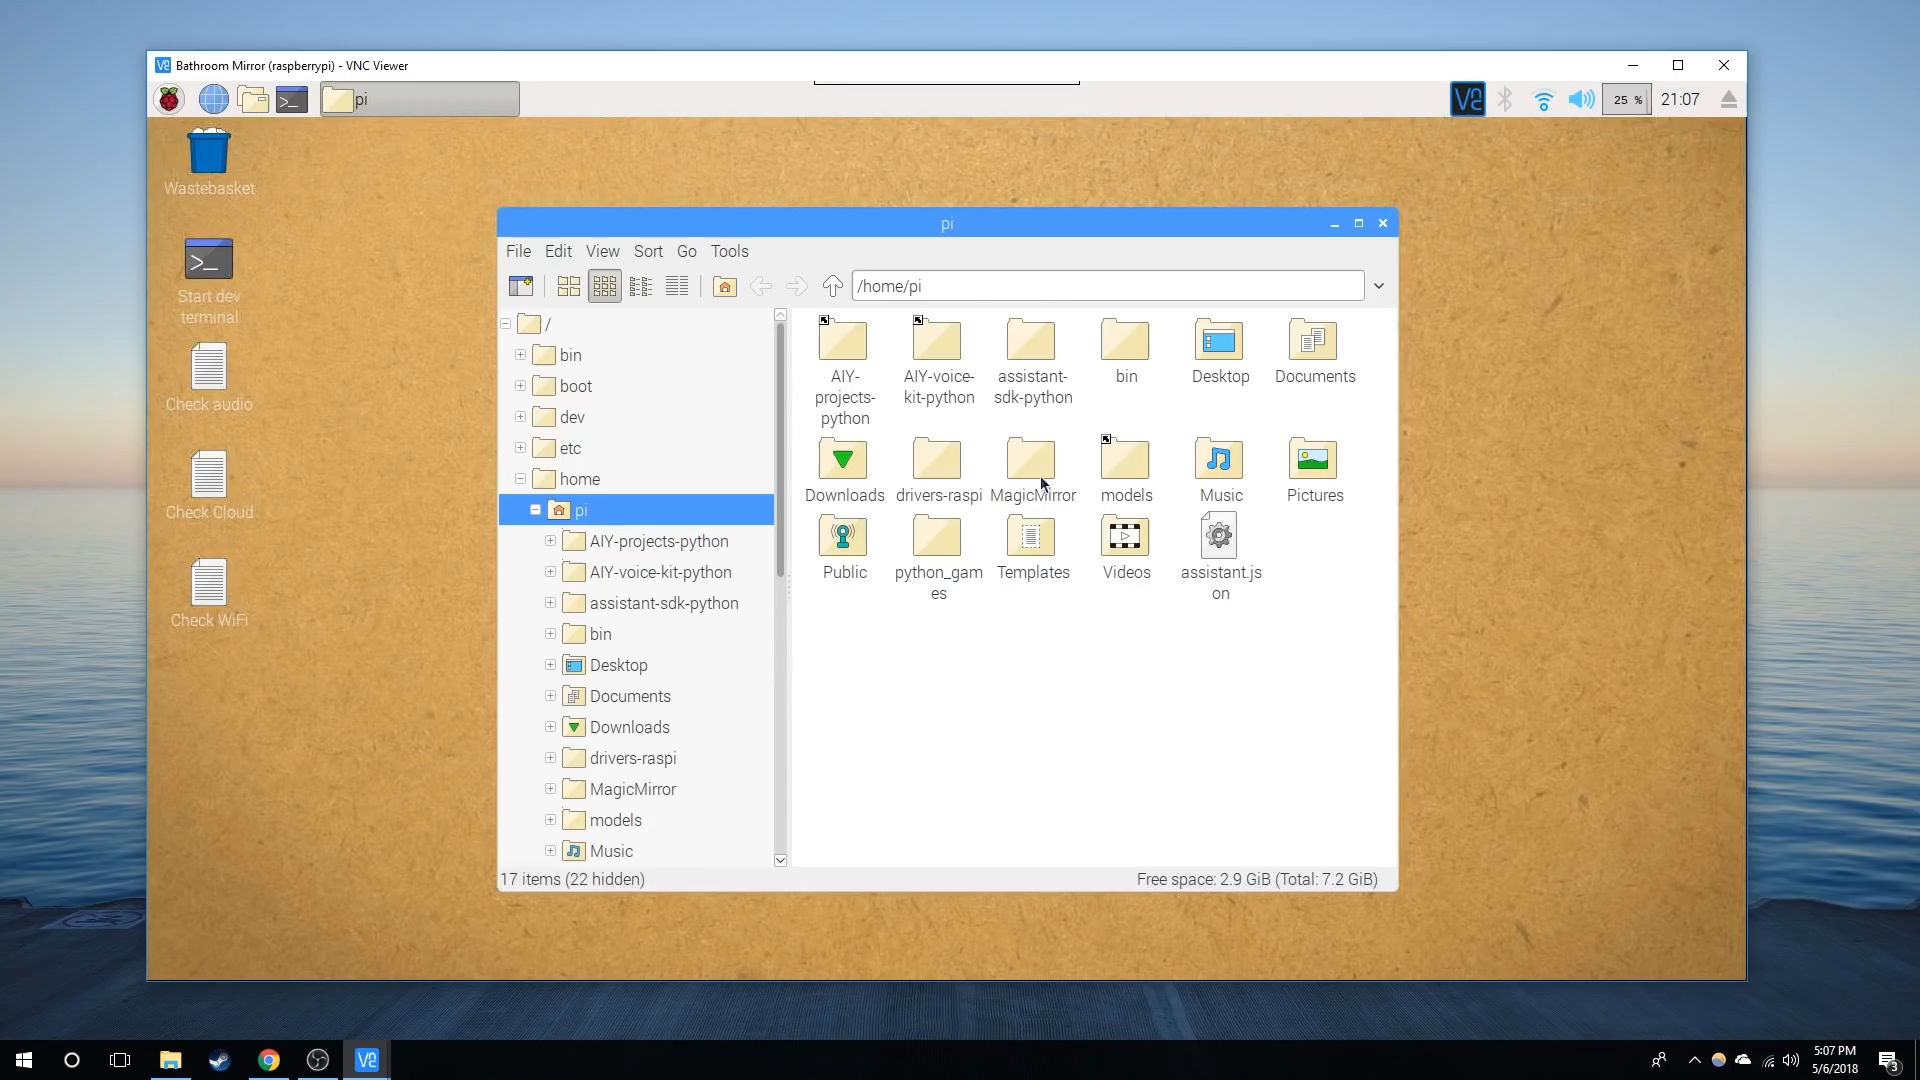 Bathroom Mirror (raspberrypi) - VNC Viewer
pi
25 %
21:07
Wastebasket
Start dev
terminal
Check audio
Check Cloud
Check WiFi
pi
File Edit View Sort Go Tools
/home/pi
/
bin
boot
dev
etc
home
pi
AIY-projects-python
AIY-voice-kit-python
assistant-sdk-python
bin
Desktop
Documents
Downloads
drivers-raspi
MagicMirror
models
Music
AIY-
projects-
python
AIY-voice-
kit-python
assistant-
sdk-python
bin
Desktop
Documents
Downloads
drivers-raspi
MagicMirror
models
Music
Pictures
Public
python_gam
es
Templates
Videos
assistant.js
on
17 items (22 hidden)
Free space: 2.9 GiB (Total: 7.2 GiB)
5:07 PM
5/6/2018
3